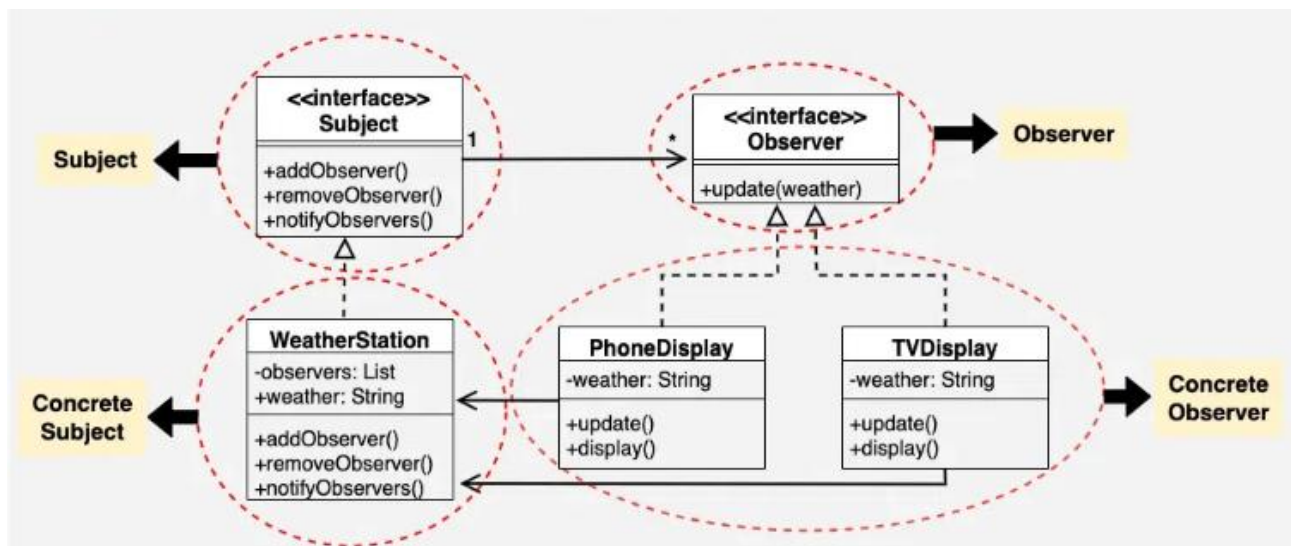 <<interface>>
Subject
1
+addObserver()
+removeObserver()
+notifyObservers()
Subject
*
<<interface>>
Observer
+update(weather)
Observer
WeatherStation
-observers: List
+weather: String
+addObserver()
+removeObserver()
+notifyObservers()
Concrete
Subject
PhoneDisplay
-weather: String
+update()
+display()
TVDisplay
-weather: String
+update()
+display()
Concrete
Observer